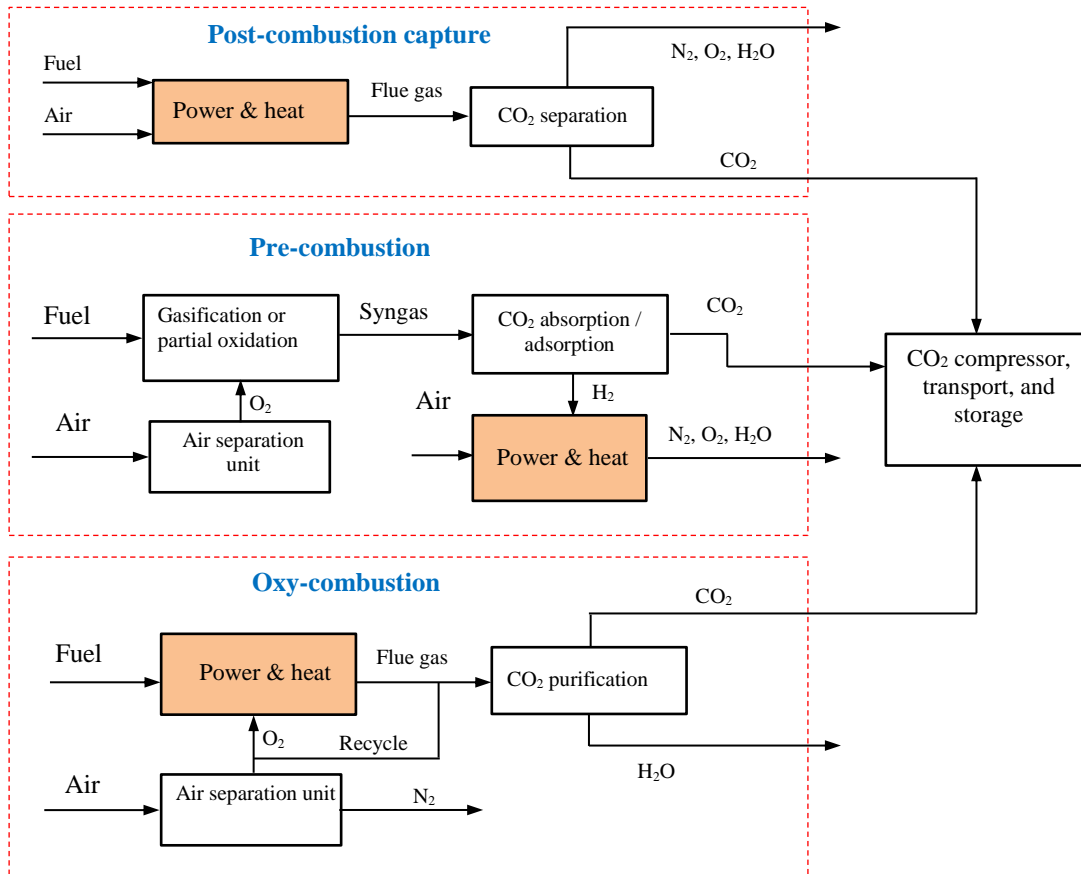 Post-combustion capture
N₂, O₂, H₂O
Fuel
Flue gas
Power & heat
CO₂ separation
Air
CO₂
Pre-combustion
Fuel
Gasification or
partial oxidation
Syngas
CO₂ absorption /
adsorption
CO₂
CO₂ compressor,
transport, and
storage
O₂
H₂
Air
Air separation
unit
Air
Power & heat
N₂, O₂, H₂O
Oxy-combustion
CO₂
Fuel
Power & heat
Flue gas
CO₂ purification
O₂
Recycle
H₂O
Air
Air separation unit
N₂